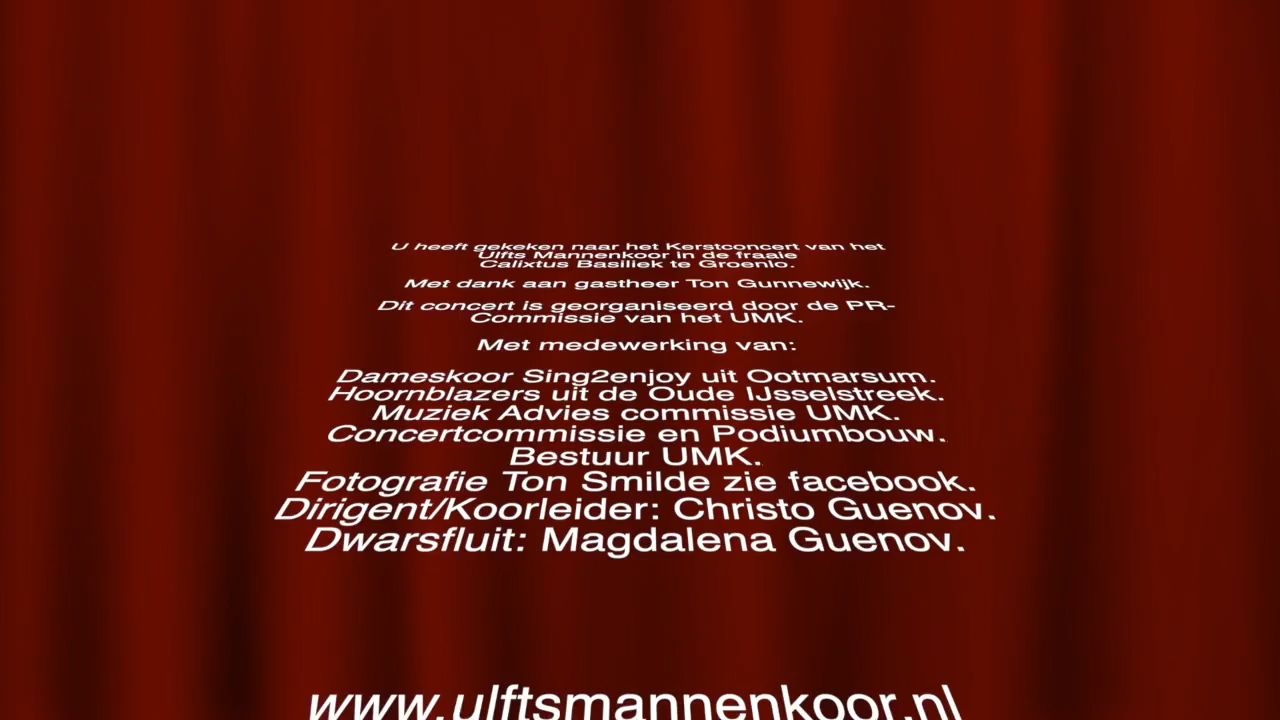 U heeft gekeken naar het Kerstconcert van het
Ulfts Mannenkoor in de fraaie
Calixtus Basiliek te Groenlo.
Met dank aan gastheer Ton Gunnewijk.
Dit concert is georganiseerd door de PR-
Commissie van het UMK.
Met medewerking van:
Dameskoor Sing2enjoy uit Ootmarsum.
Hoornblazers uit de Oude IJsselstreek.
Muziek Advies commissie UMK.
Concertcommissie en Podiumbouw.
Bestuur UMK.
Fotografie Ton Smilde zie facebook.
Dirigent/Koorleider: Christo Guenov.
Dwarsfluit: Magdalena Guenov.
www.ulftsmannenkoor.nl